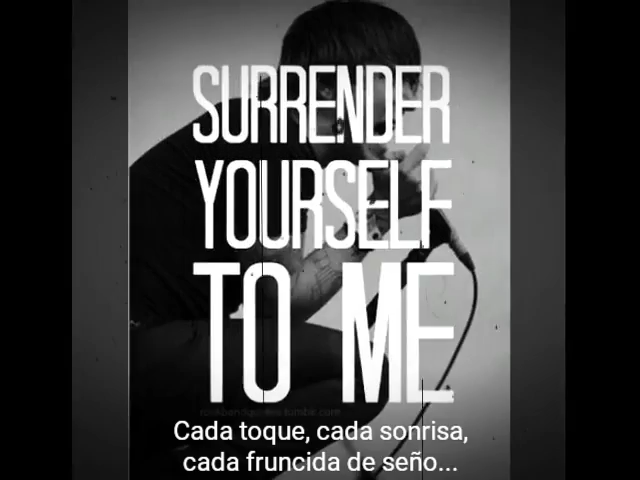 SURRENDER
YOURSELF
TO ME
Cada toque, cada sonrisa,
cada fruncida de seño...